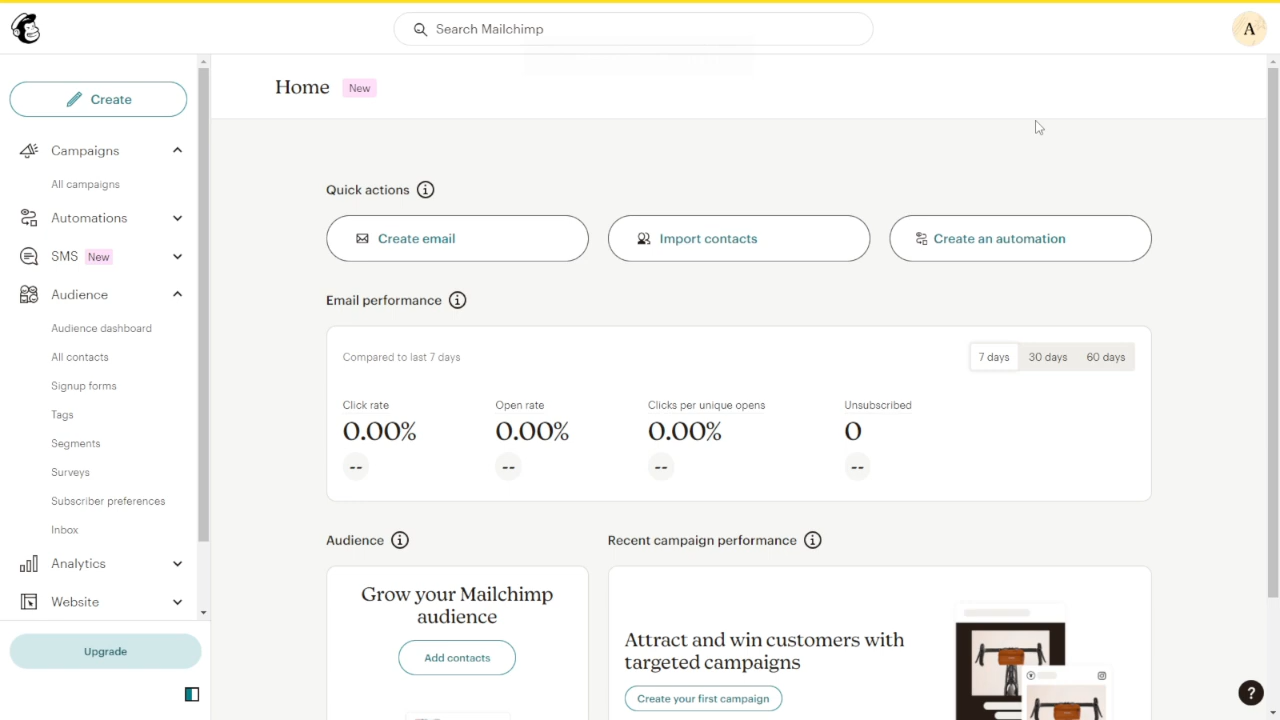 Search Mailchimp
A
Create
Campaigns
All campaigns
Automations
SMS New
Audience
Audience dashboard
All contacts
Signup forms
Tags
Segments
Surveys
Subscriber preferences
Inbox
Analytics
Website
Upgrade
Home New
Quick actions
Create email
Import contacts
Create an automation
Email performance
Compared to last 7 days
7 days 30 days 60 days
Click rate Open rate Clicks per unique opens Unsubscribed
0.00% 0.00% 0.00% 0
-- -- -- --
Audience
Grow your Mailchimp
audience
Add contacts
Recent campaign performance
Attract and win customers with
targeted campaigns
Create your first campaign
?